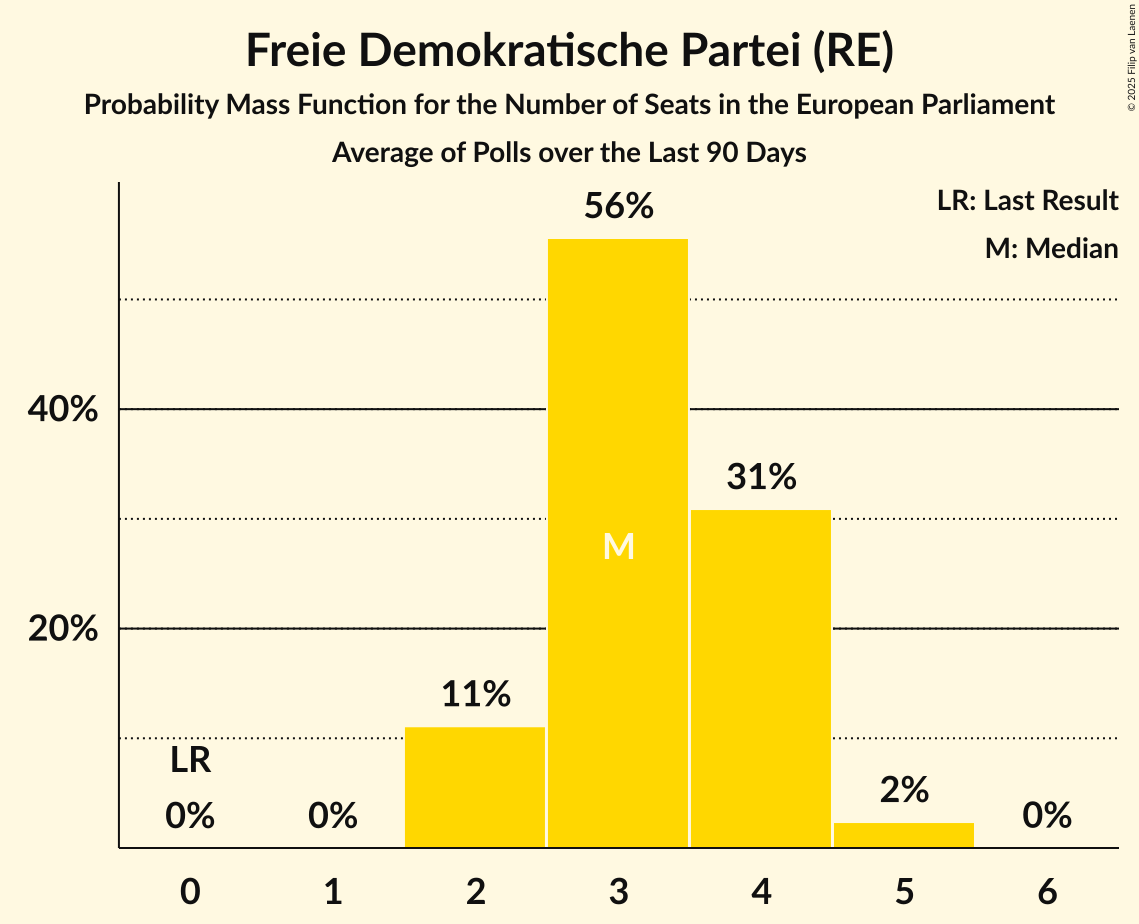 Freie Demokratische Partei (RE)
Probability Mass Function for the Number of Seats in the European Parliament
Average of Polls over the Last 90 Days
© 2025 Filip van Laenen
LR: Last Result
M: Median
56%
40%
31%
M
20%
11%
LR
0%
0%
2%
0%
0 1 2 3 4 5 6